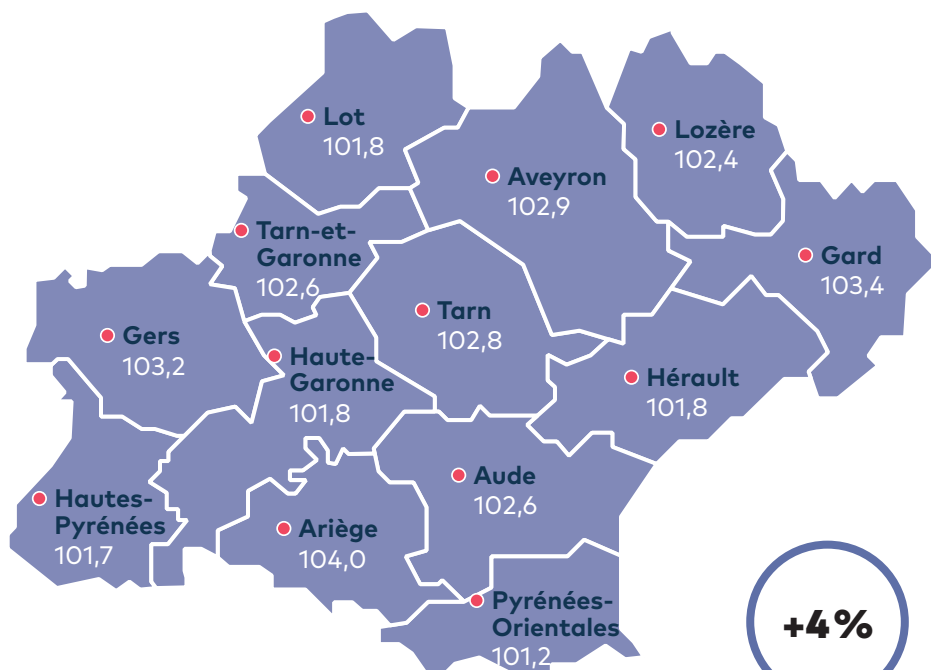 Lot
101,8
Lozère
102,4
Aveyron
102,9
Tarn-et-
Garonne
102,6
Gard
103,4
Gers
103,2
Haute-
Garonne
101,8
Tarn
102,8
Hérault
101,8
Hautes-
Pyrénées
101,7
Ariège
104,0
Aude
102,6
Pyrénées-
Orientales
101,2
+4%